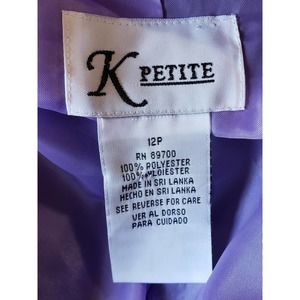 K PETITE
12P
RN 69700
100% POLYESTER
100% POLIESTER
MADE IN SRI LANKA
HECHO EN SRI LANKA
SEE REVERSE FOR CARE
VER AL DORSO
PARA CUIDADO